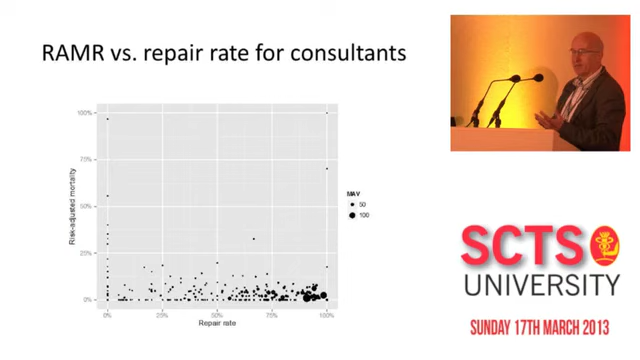 RAMR vs. repair rate for consultants
100%
75%
50%
25%
0%
Risk-adjusted mortality
0%
25%
50%
75%
100%
Repair rate
MAV
50
100
SCTS
UNIVERSITY
SUNDAY 17TH MARCH 2013